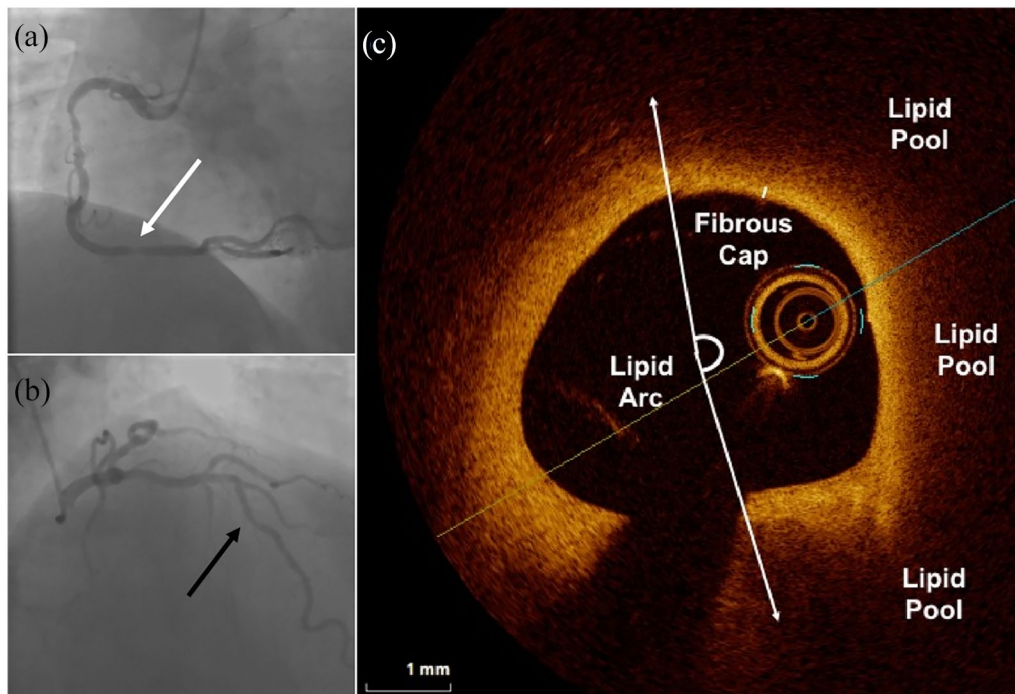 (a)
(b)
(c)
Lipid
Pool
Fibrous
Cap
Lipid
Pool
Lipid
Arc
Lipid
Pool
1 mm